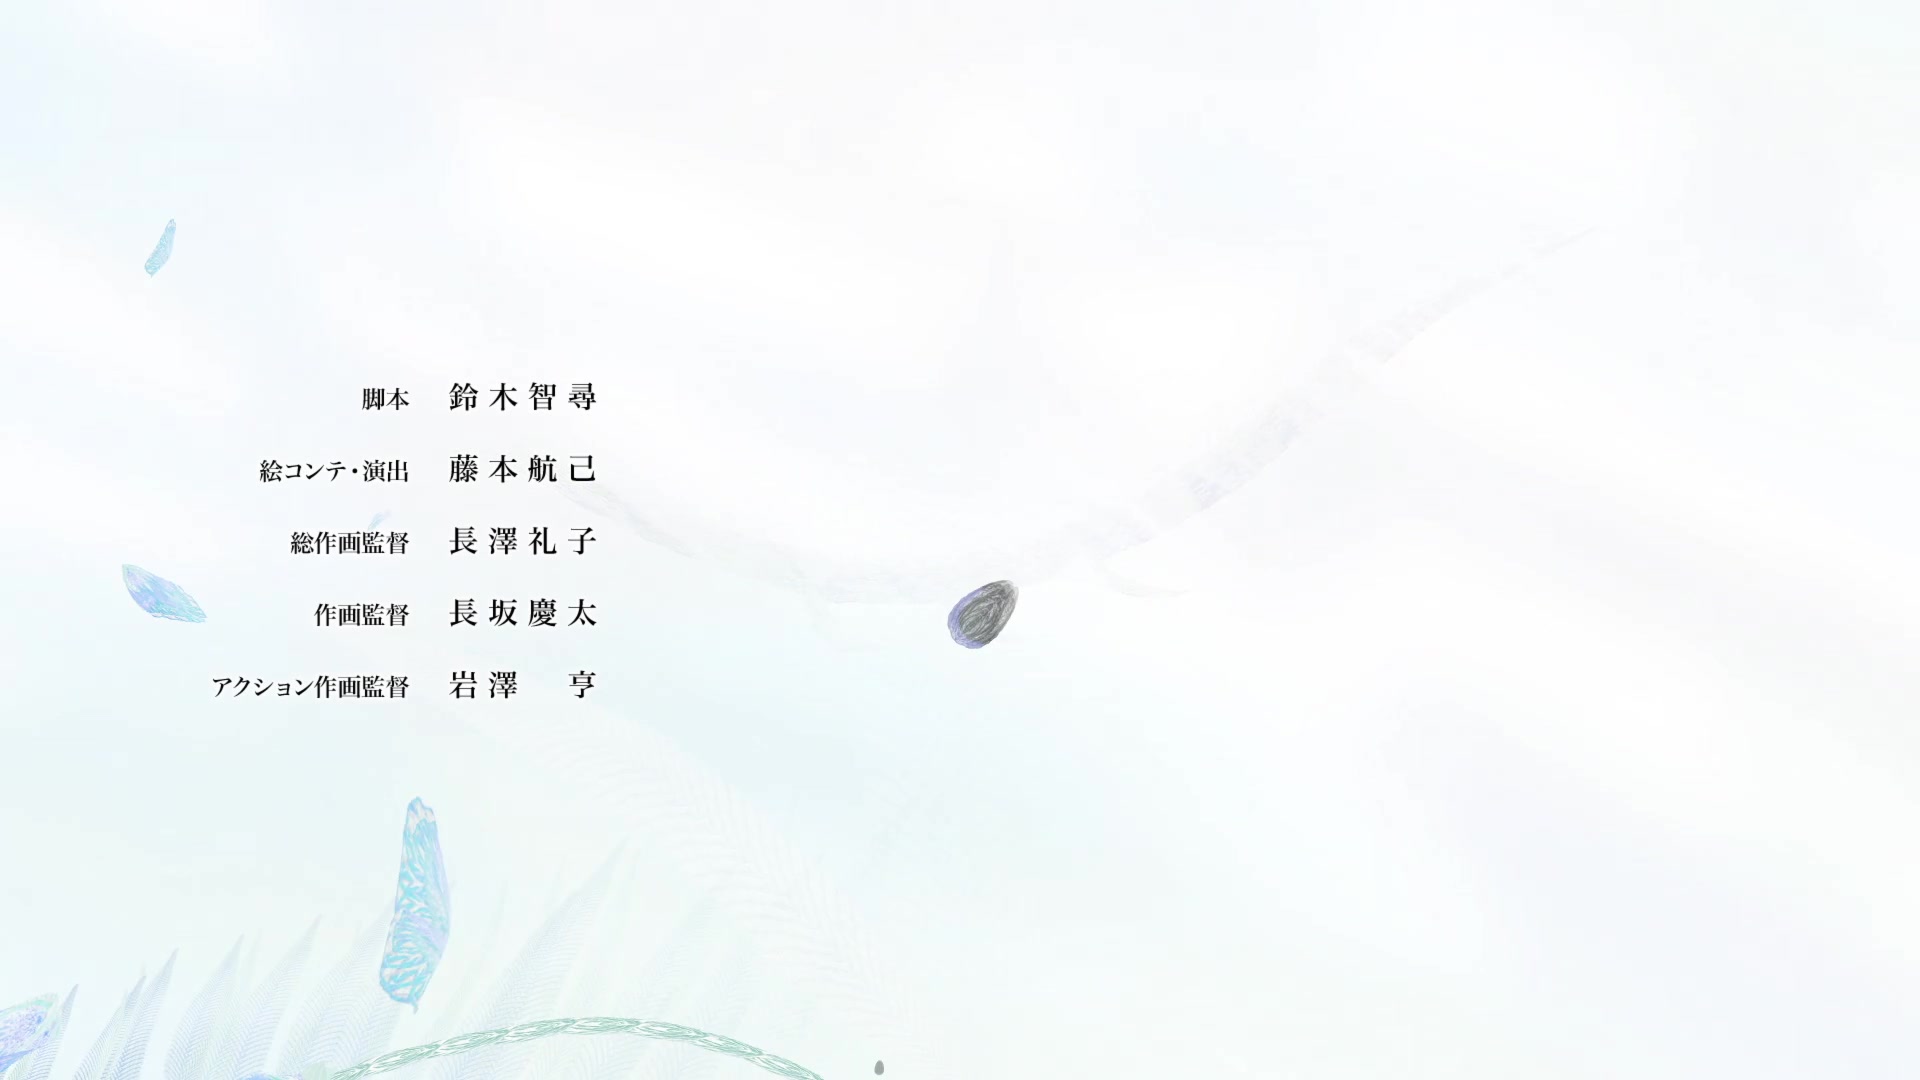 脚本 鈴木智尋
絵コンテ・演出 藤本航己
総作画監督 長澤礼子
作画監督 長坂慶太
アクション作画監督 岩澤 亨